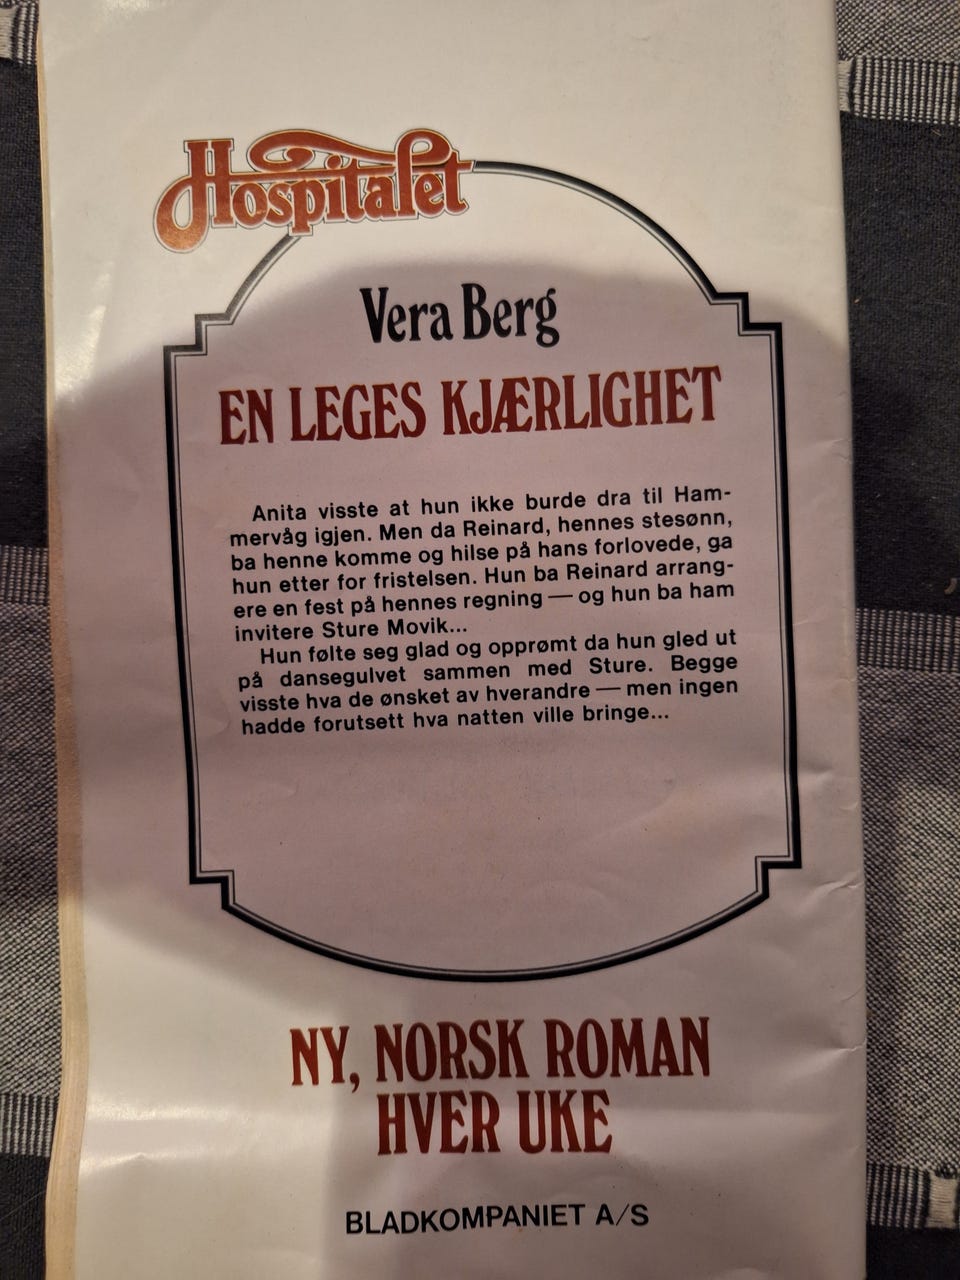 Hospitalet
Vera Berg
EN LEGES KJÆRLIGHET
Anita visste at hun ikke burde dra til Ham-
mervåg igjen. Men da Reinard, hennes stesønn,
ba henne komme og hilse på hans forlovede, ga
hun etter for fristelsen. Hun ba Reinard arrang-
ere en fest på hennes regning — og hun ba ham
invitere Sture Movik...
Hun følte seg glad og opprømt da hun gled ut
på dansegulvet sammen med Sture. Begge
visste hva de ønsket av hverandre — men ingen
hadde forutsett hva natten ville bringe...
NY, NORSK ROMAN
HVER UKE
BLADKOMPANIET A/S